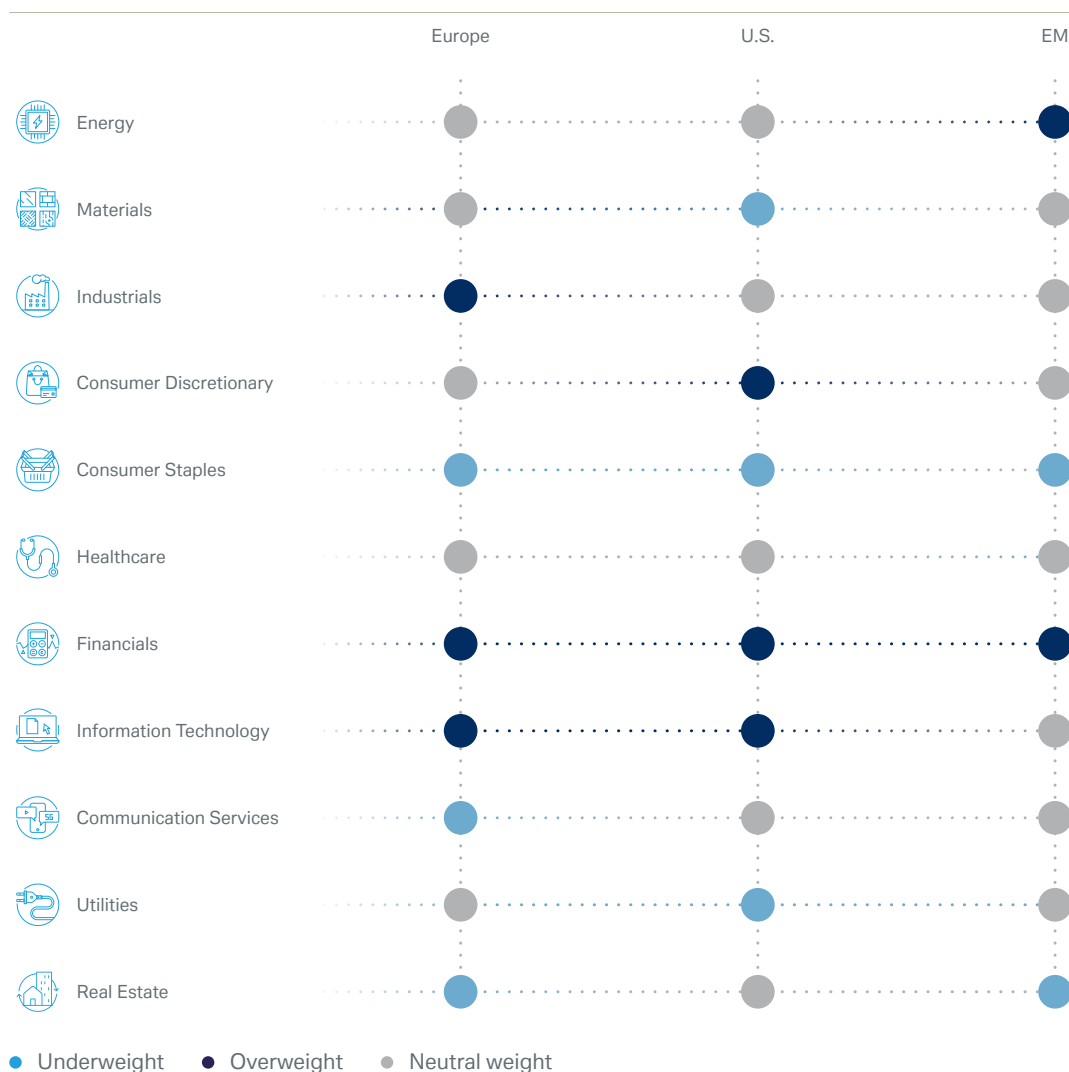 Europe U.S. EM
Energy
Materials
Industrials
Consumer Discretionary
Consumer Staples
Healthcare
Financials
Information Technology
5G
Communication Services
Utilities
Real Estate
Underweight Overweight Neutral weight